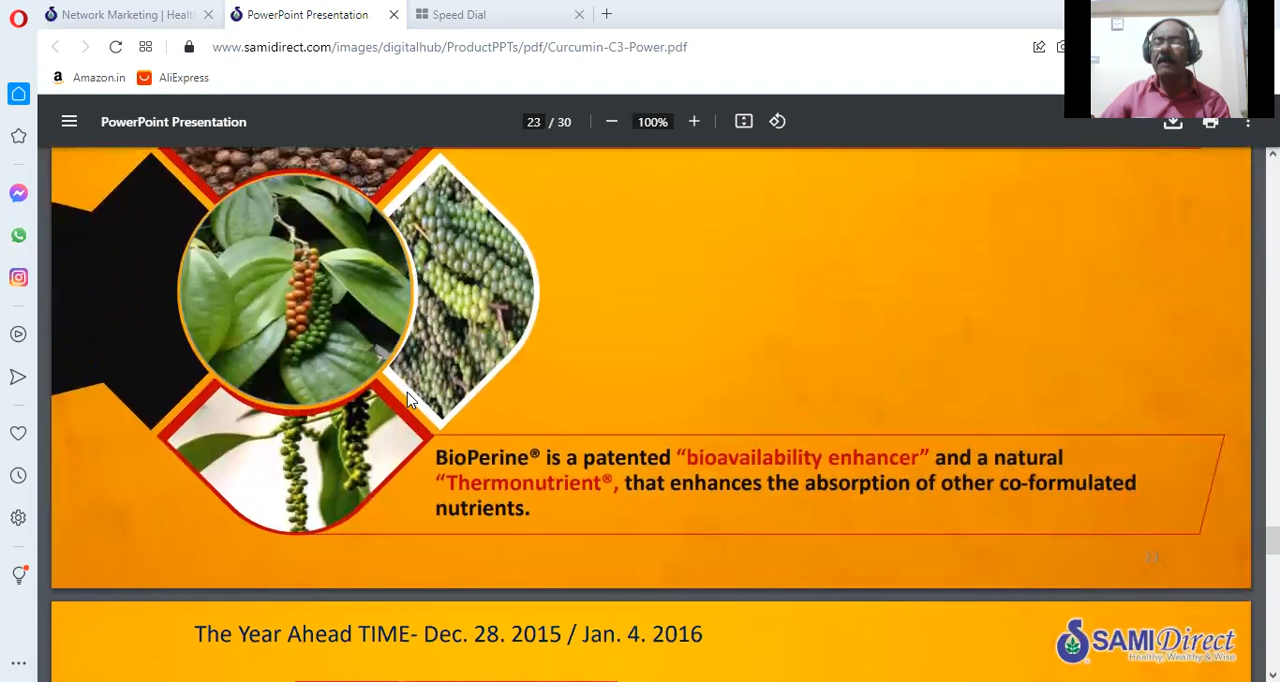 Network Marketing | Healt
PowerPoint Presentation
Speed Dial
www.samidirect.com/images/digitalhub/ProductPPTs/pdf/Curcumin-C3-Power.pdf
Amazon.in
AliExpress
PowerPoint Presentation
23 / 30
100%
BioPerine® is a patented “bioavailability enhancer” and a natural
“Thermonutrient®, that enhances the absorption of other co-formulated
nutrients.
23
The Year Ahead TIME- Dec. 28. 2015 / Jan. 4. 2016
SAMIDirect
Healthy, Wealthy & Wise